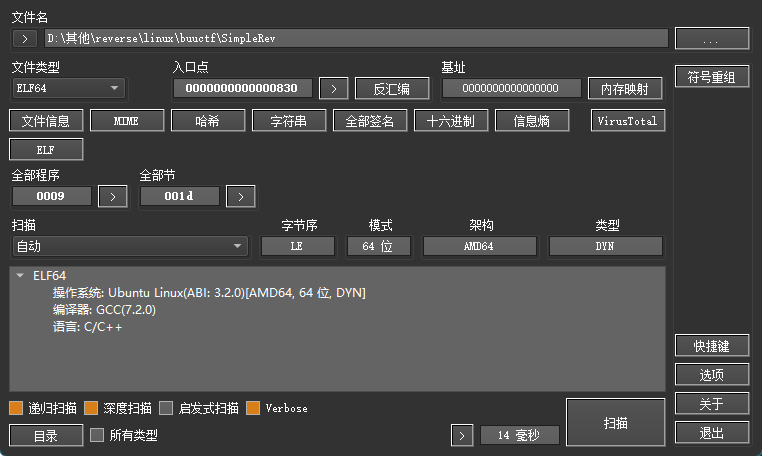 文件名
> D:\其他\reverse\linux\buuctf\SimpleRev ...
文件类型 入口点 基址
ELF64 0000000000000830 > 反汇编 0000000000000000 内存映射 符号重组
文件信息 MIME 哈希 字符串 全部签名 十六进制 信息熵 VirusTotal
ELF
全部程序 全部节
0009 > 001d >
扫描 字节序 模式 架构 类型
自动 LE 64 位 AMD64 DYN
ELF64
操作系统: Ubuntu Linux(ABI: 3.2.0)[AMD64, 64 位, DYN]
编译器: GCC(7.2.0)
语言: C/C++
快捷键
选项
递归扫描 深度扫描 启发式扫描 Verbose 扫描 关于
目录 所有类型 > 14 毫秒 退出